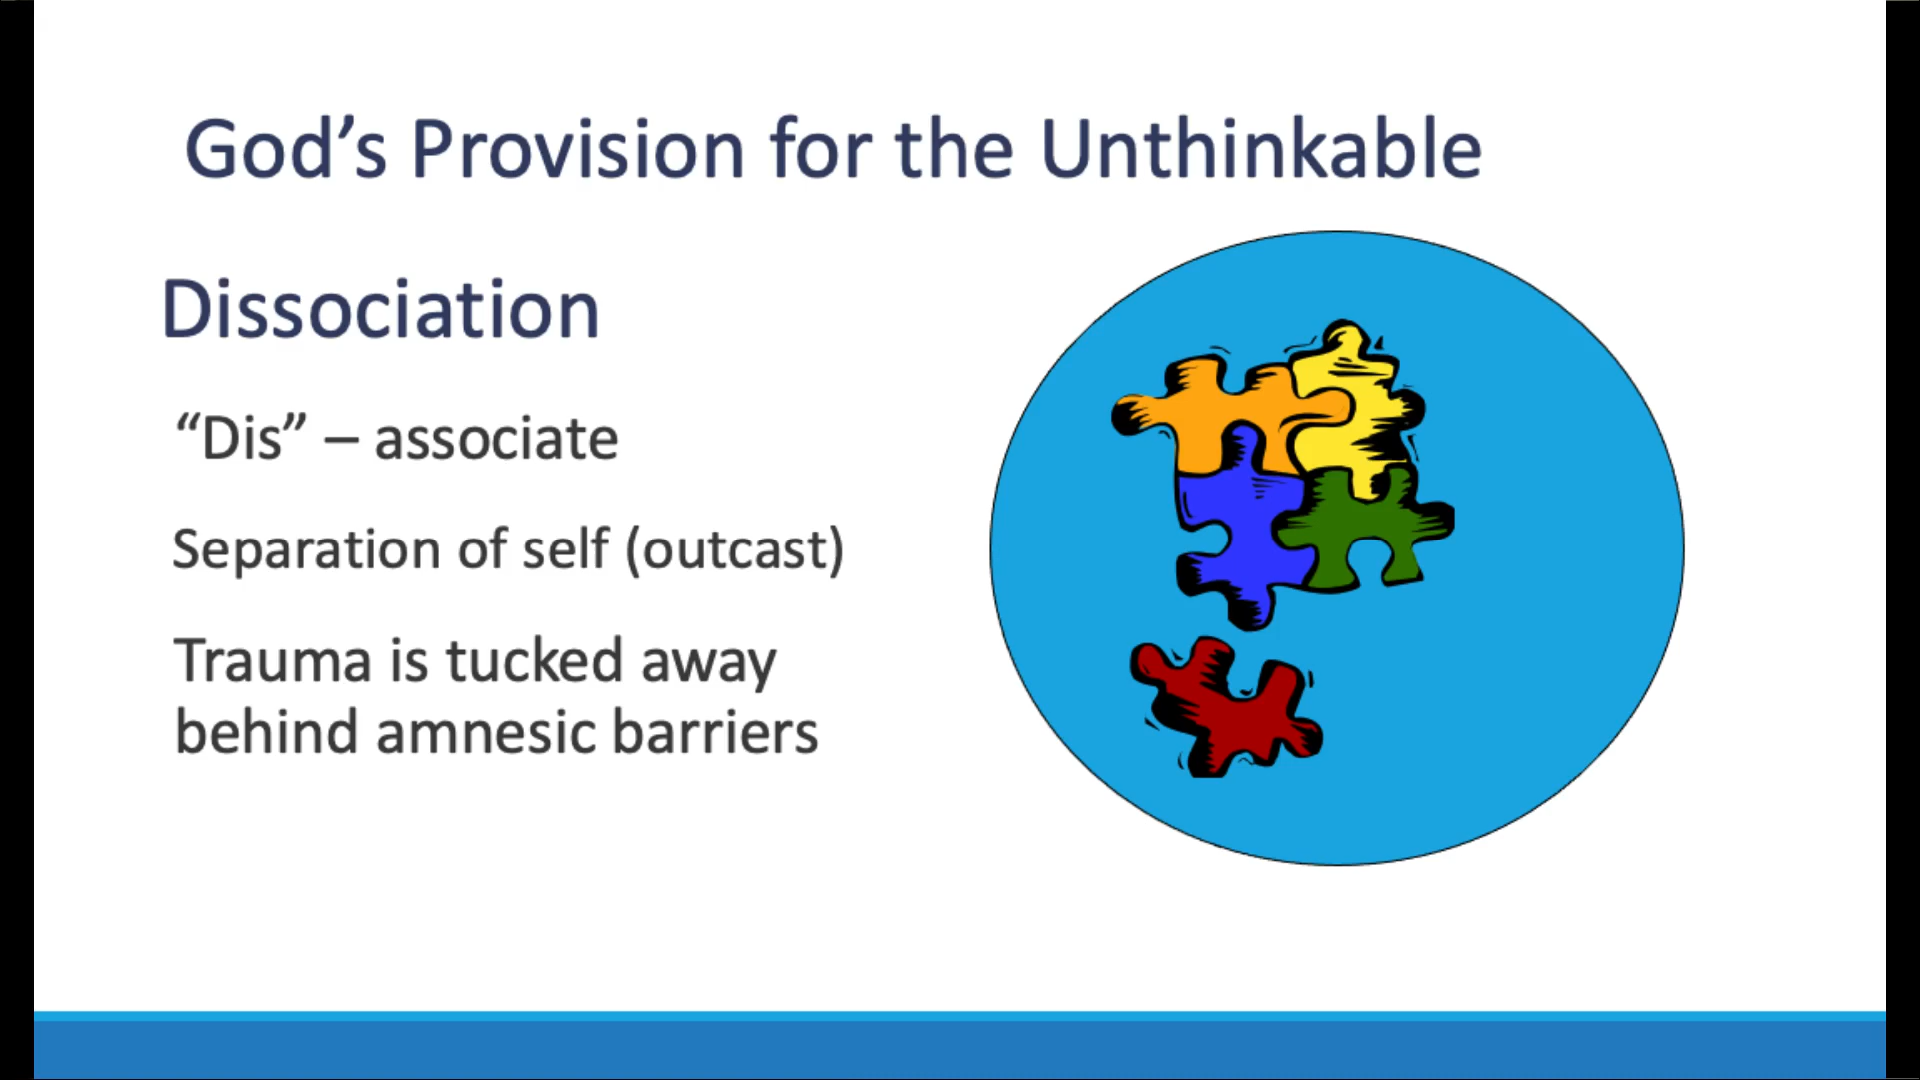 God’s Provision for the Unthinkable
Dissociation
“Dis” – associate
Separation of self (outcast)
Trauma is tucked away
behind amnesic barriers